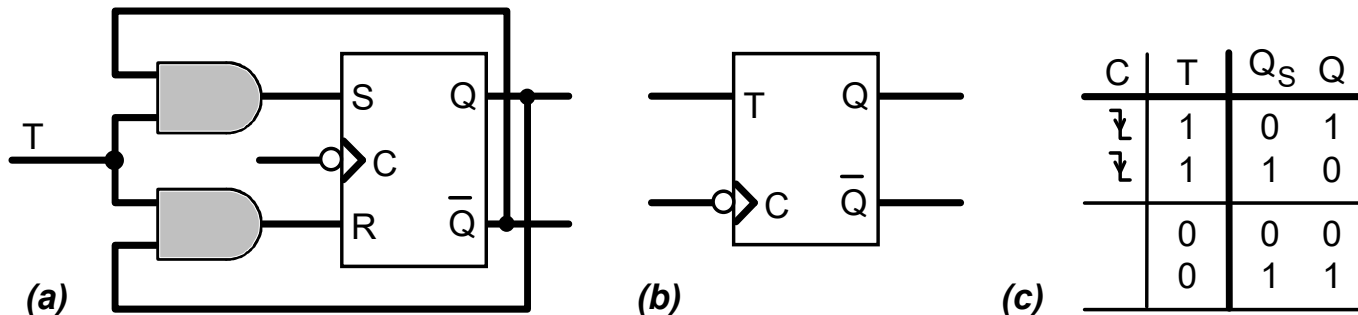 T
S Q
C
R Q̅
(a)
T Q
C Q̅
(b)
C T Q_S Q
1 0 1
1 1 0
0 0 0
0 1 1
(c)